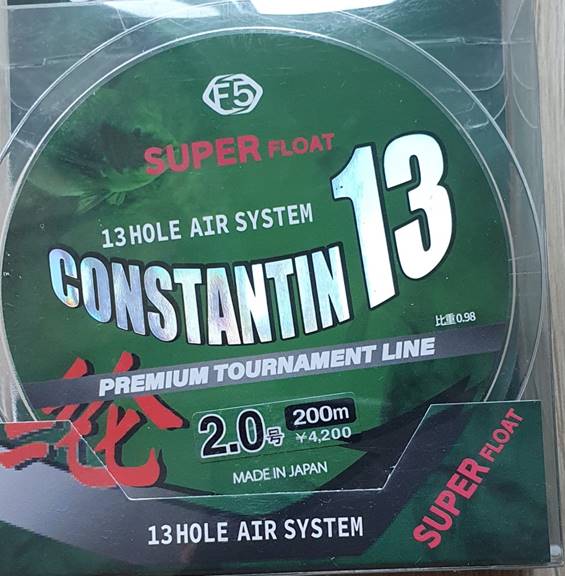 F5
SUPER FLOAT
13
13 HOLE AIR SYSTEM
CONSTANTIN
比重0.98
PREMIUM TOURNAMENT LINE
2.0号 200m
¥4,200
MADE IN JAPAN
SUPER FLOAT
13 HOLE AIR SYSTEM